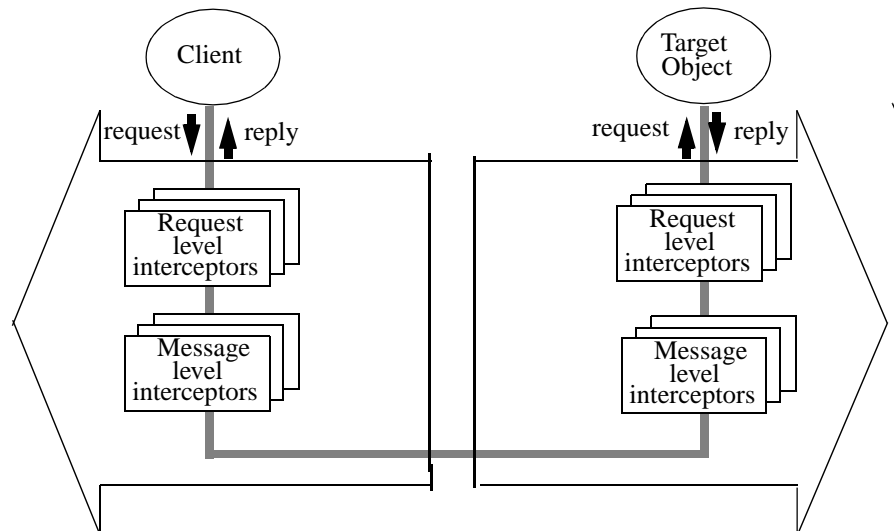 Client
Target
Object
request
reply
request
reply
Request
level
interceptors
Request
level
interceptors
Message
level
interceptors
Message
level
interceptors